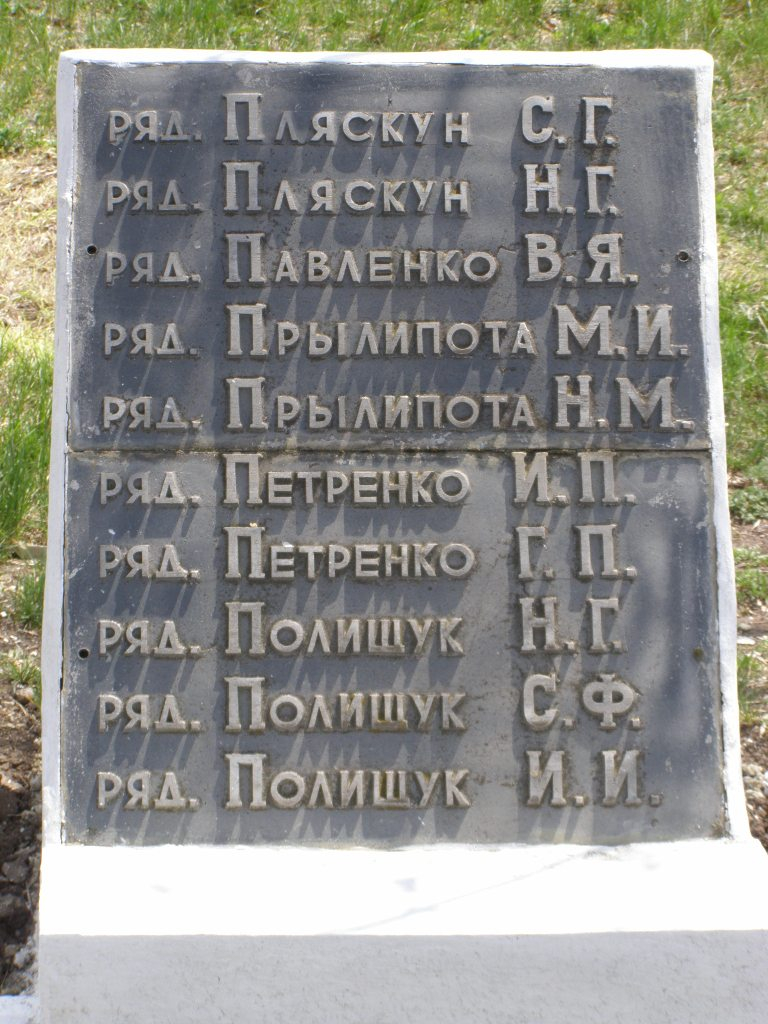 ряд. Пляскун С. Г.
ряд. Пляскун Н. Г.
ряд. Павленко В. Я.
ряд. Прылипота М. И.
ряд. Прылипота Н. М.
ряд. Петренко И. П.
ряд. Петренко Г. П.
ряд. Полищук Н. Г.
ряд. Полищук С. Ф.
ряд. Полищук И. И.